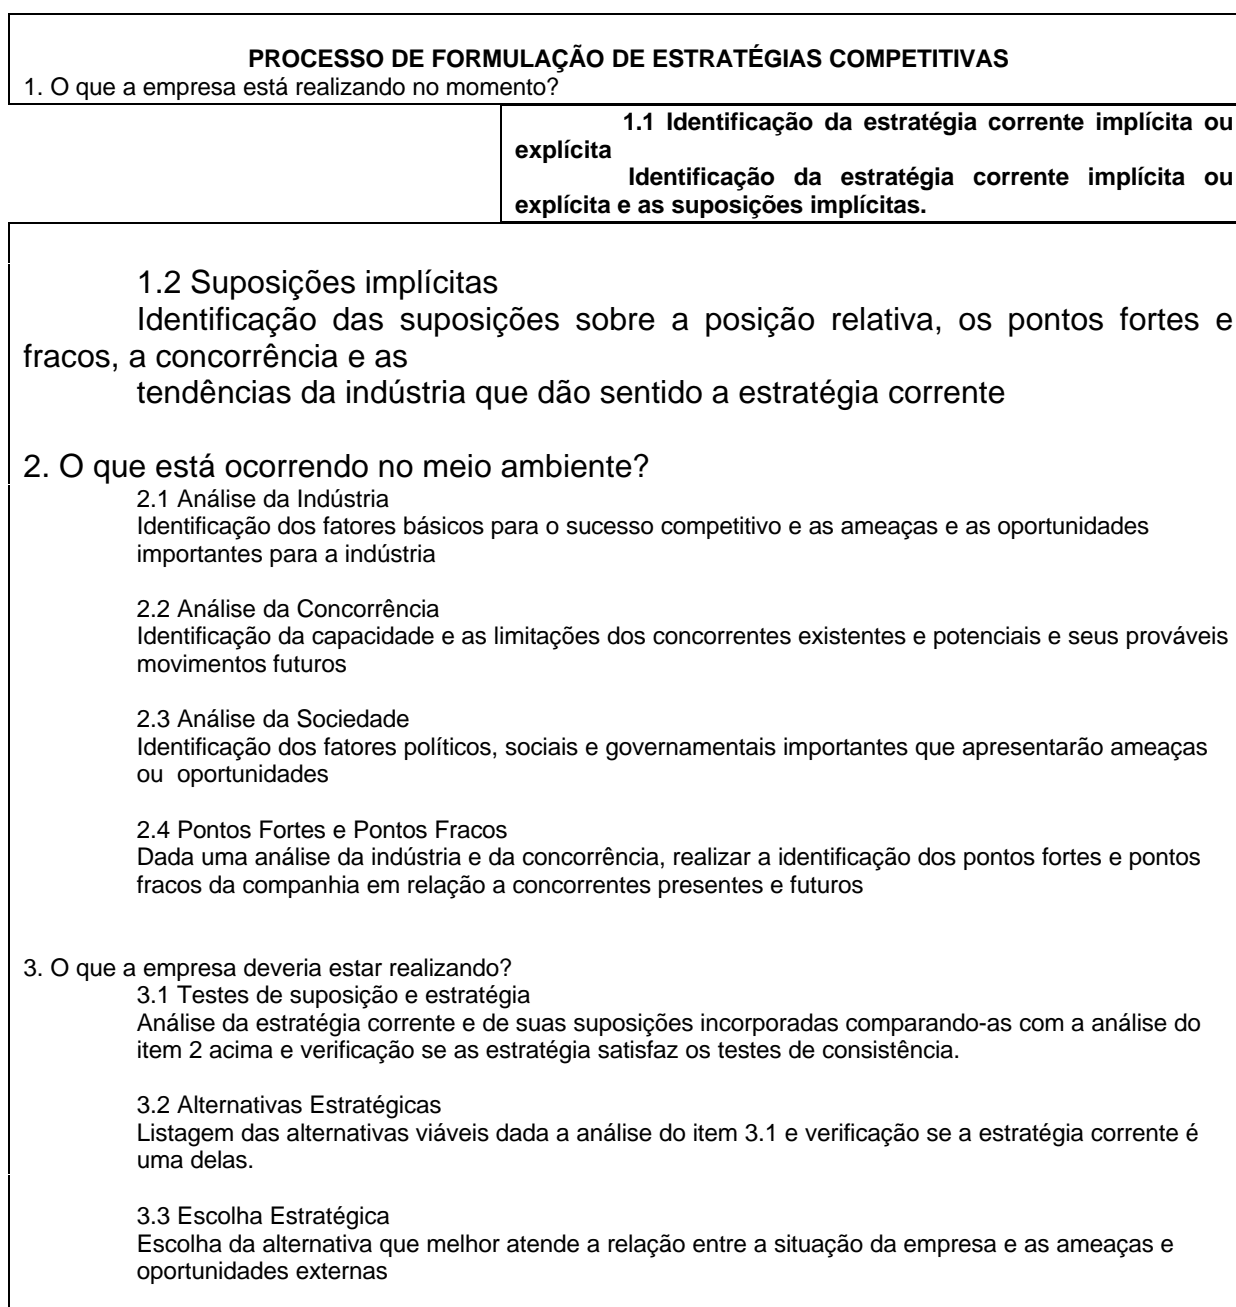 PROCESSO DE FORMULAÇÃO DE ESTRATÉGIAS COMPETITIVAS
1. O que a empresa está realizando no momento?
1.1 Identificação da estratégia corrente implícita ou
explícita
Identificação da estratégia corrente implícita ou
explícita e as suposições implícitas.
1.2 Suposições implícitas
Identificação das suposições sobre a posição relativa, os pontos fortes e
fracos, a concorrência e as
tendências da indústria que dão sentido a estratégia corrente
2. O que está ocorrendo no meio ambiente?
2.1 Análise da Indústria
Identificação dos fatores básicos para o sucesso competitivo e as ameaças e as oportunidades
importantes para a indústria
2.2 Análise da Concorrência
Identificação da capacidade e as limitações dos concorrentes existentes e potenciais e seus prováveis
movimentos futuros
2.3 Análise da Sociedade
Identificação dos fatores políticos, sociais e governamentais importantes que apresentarão ameaças
ou  oportunidades
2.4 Pontos Fortes e Pontos Fracos
Dada uma análise da indústria e da concorrência, realizar a identificação dos pontos fortes e pontos
fracos da companhia em relação a concorrentes presentes e futuros
3. O que a empresa deveria estar realizando?
3.1 Testes de suposição e estratégia
Análise da estratégia corrente e de suas suposições incorporadas comparando-as com a análise do
item 2 acima e verificação se as estratégia satisfaz os testes de consistência.
3.2 Alternativas Estratégicas
Listagem das alternativas viáveis dada a análise do item 3.1 e verificação se a estratégia corrente é
uma delas.
3.3 Escolha Estratégica
Escolha da alternativa que melhor atende a relação entre a situação da empresa e as ameaças e
oportunidades externas